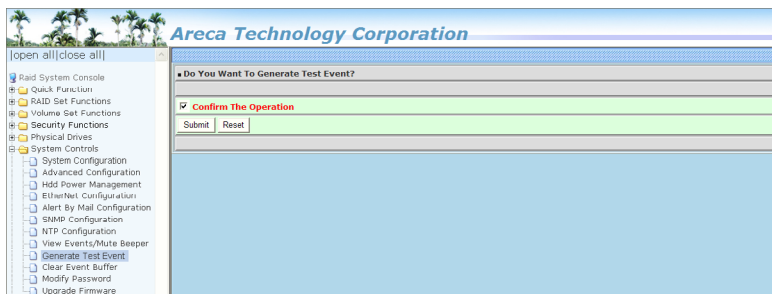 Areca Technology Corporation
|open all|close all|
Raid System Console
Quick Function
RAID Set Functions
Volume Set Functions
Security Functions
Physical Drives
System Controls
System Configuration
Advanced Configuration
Hdd Power Management
EtherNet Configuration
Alert By Mail Configuration
SNMP Configuration
NTP Configuration
View Events/Mute Beeper
Generate Test Event
Clear Event Buffer
Modify Password
Upgrade Firmware
Do You Want To Generate Test Event?
Confirm The Operation
Submit Reset